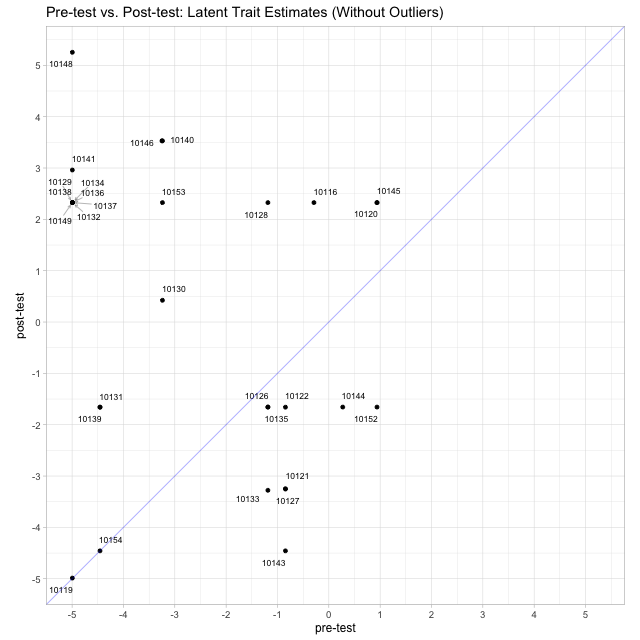 Pre-test vs. Post-test: Latent Trait Estimates (Without Outliers)
5
10148
4
10146 10140
10141
3
10129 10134
10138 10136
10153 10116 10145
10137
10149 10132 10128 10120
2
1
10130
0
post-test
-1
10131 10126 10122 10144
10139 10135 10152
-2
-3
10121
10133 10127
-4
10154
10143
-5
10119
-5 -4 -3 -2 -1 0 1 2 3 4 5
pre-test